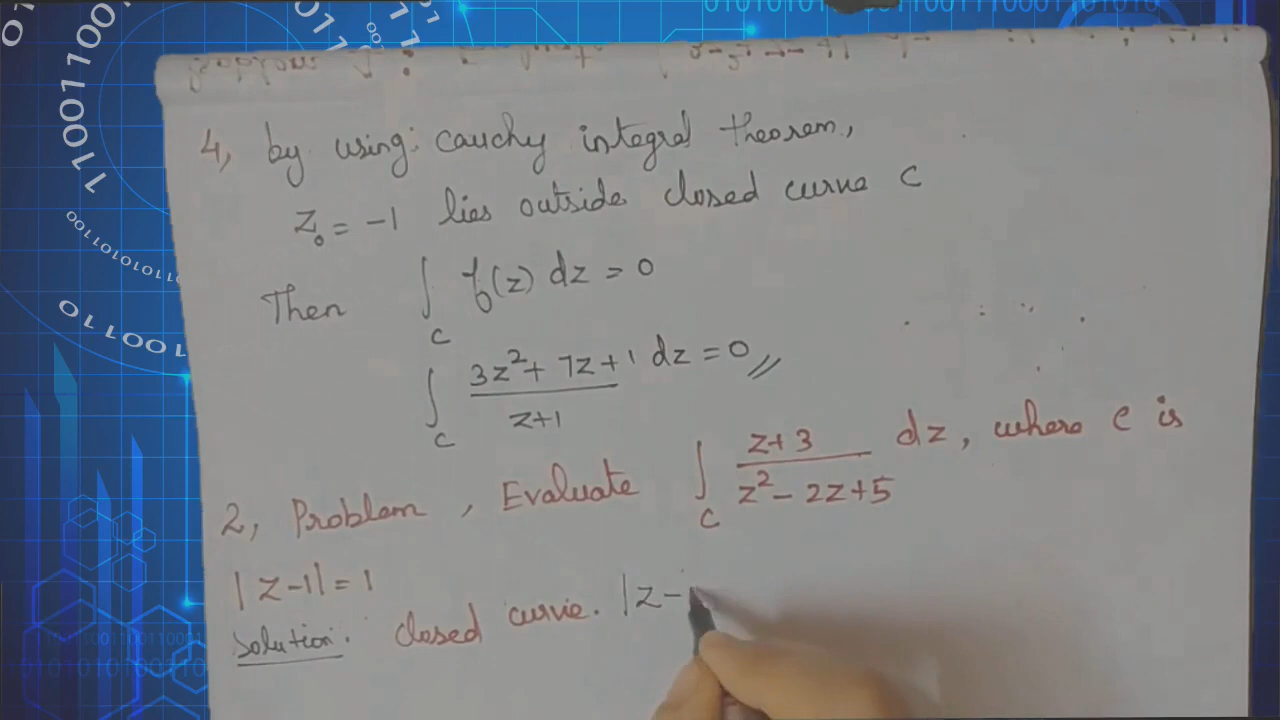 4, by using: cauchy integral theorem,
Z₀ = -1 lies outside closed curve C
Then ∫_C f(z) dz = 0
∫_C (3z²+ 7z+1)/(z+1) dz = 0 //
2, Problem, Evaluate ∫_C (z+3)/(z²- 2z+5) dz, where C is
|z-1| = 1
Solution: closed curve. |z-